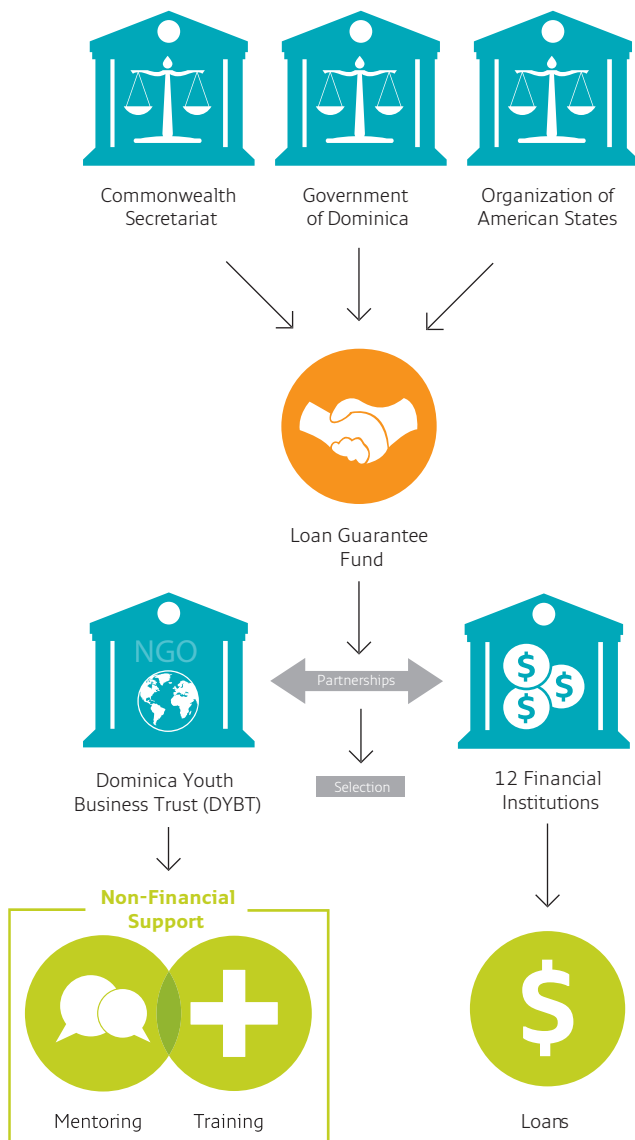 Commonwealth
Secretariat
Government
of Dominica
Organization of
American States
Loan Guarantee
Fund
NGO
Partnerships
$
$
$
Dominica Youth
Business Trust (DYBT)
Selection
12 Financial
Institutions
Non-Financial
Support
$
Mentoring
Training
Loans